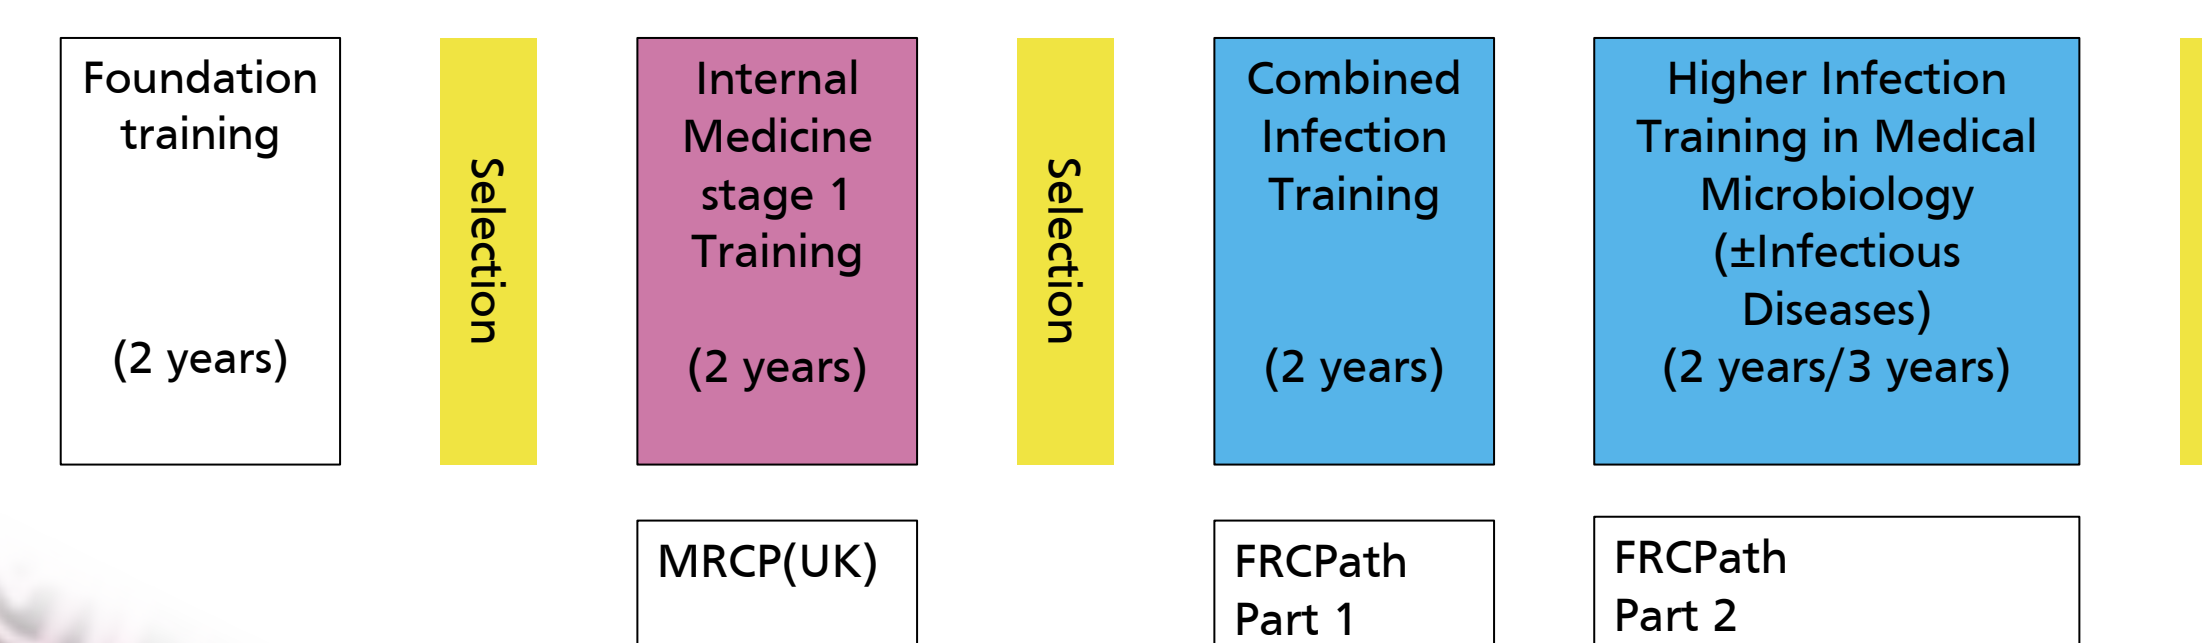 Foundation
training
(2 years)
Selection
Internal
Medicine
stage 1
Training
(2 years)
Selection
Combined
Infection
Training
(2 years)
Higher Infection
Training in Medical
Microbiology
(±Infectious
Diseases)
(2 years/3 years)
MRCP(UK)
FRCPath
Part 1
FRCPath
Part 2